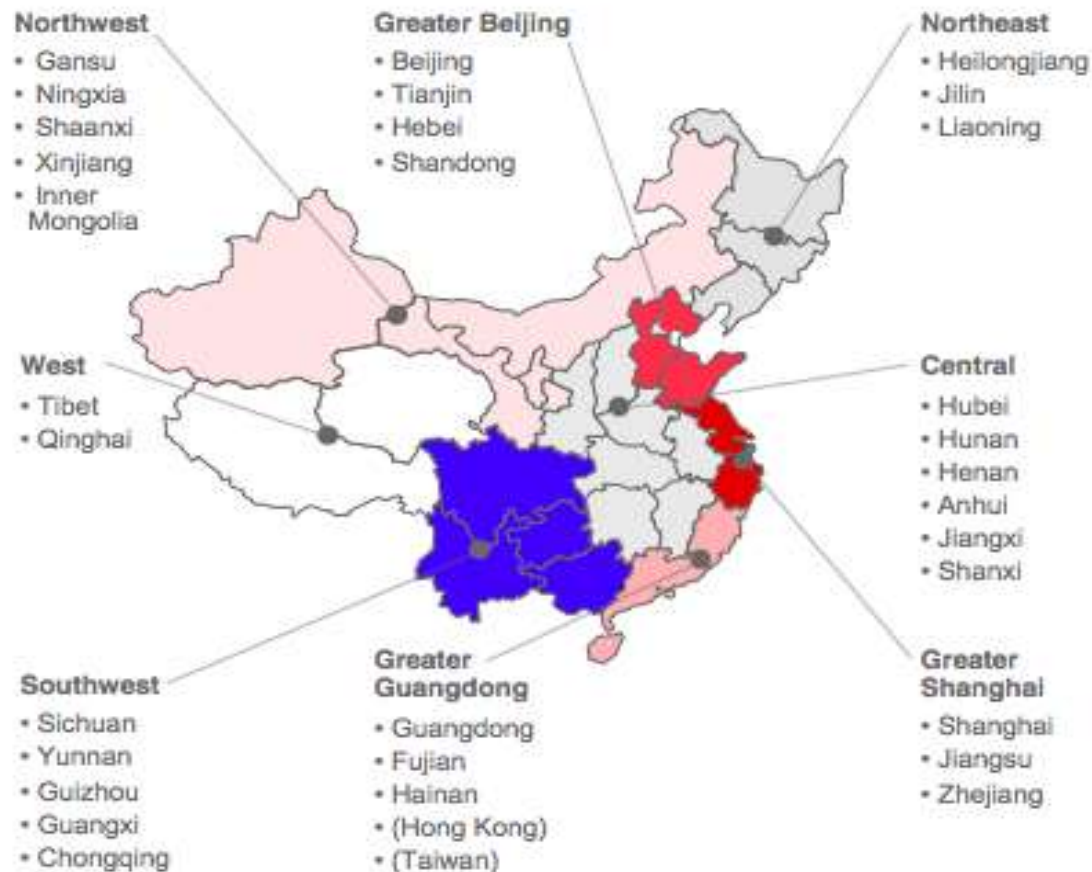 Northwest
• Gansu
• Ningxia
• Shaanxi
• Xinjiang
• Inner
Mongolia
Greater Beijing
• Beijing
• Tianjin
• Hebei
• Shandong
Northeast
• Heilongjiang
• Jilin
• Liaoning
West
• Tibet
• Qinghai
Central
• Hubei
• Hunan
• Henan
• Anhui
• Jiangxi
• Shanxi
Southwest
• Sichuan
• Yunnan
• Guizhou
• Guangxi
• Chongqing
Greater
Guangdong
• Guangdong
• Fujian
• Hainan
• (Hong Kong)
• (Taiwan)
Greater
Shanghai
• Shanghai
• Jiangsu
• Zhejiang